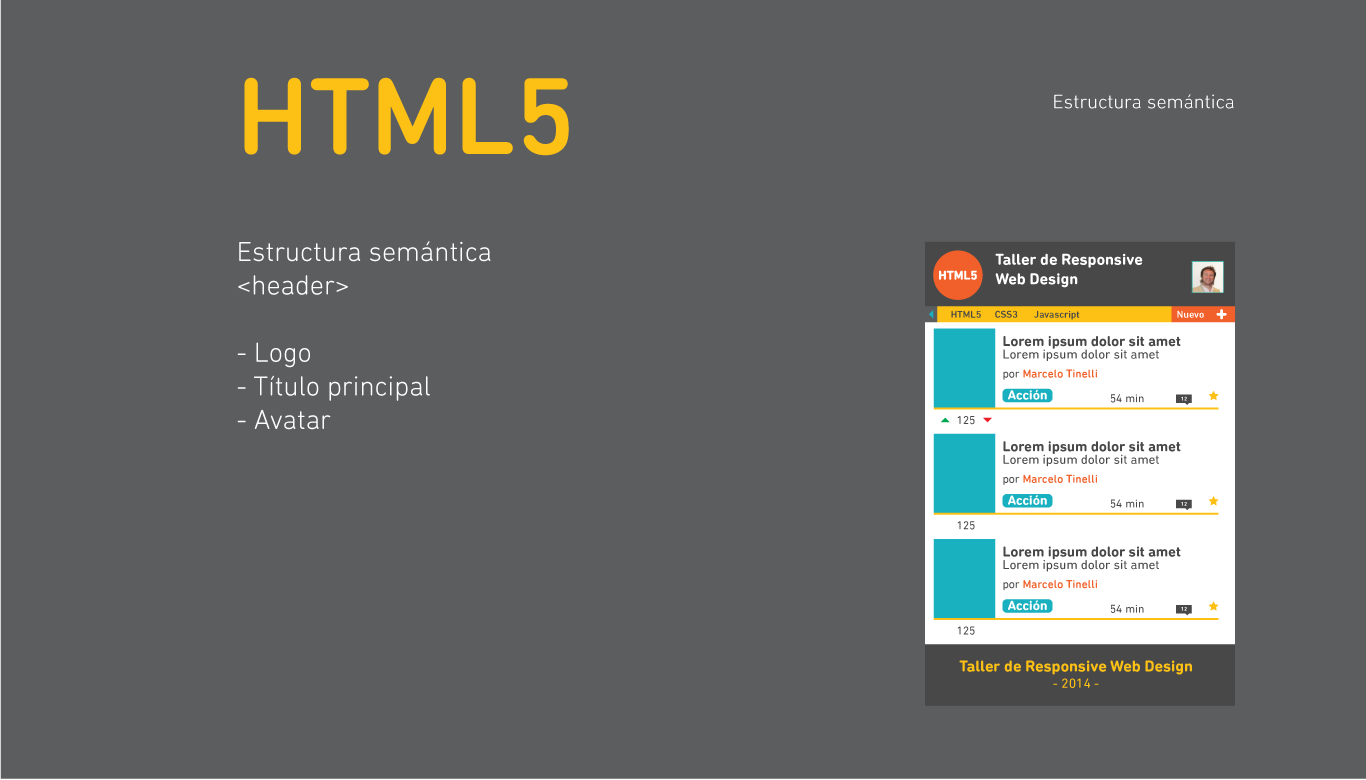 HTML5
Estructura semántica
Estructura semántica
<header>
- Logo
- Título principal
- Avatar
HTML5
Taller de Responsive
Web Design
HTML5 CSS3 Javascript Nuevo
Lorem ipsum dolor sit amet
Lorem ipsum dolor sit amet
por Marcelo Tinelli
Acción 54 min 12
125
Lorem ipsum dolor sit amet
Lorem ipsum dolor sit amet
por Marcelo Tinelli
Acción 54 min 12
125
Lorem ipsum dolor sit amet
Lorem ipsum dolor sit amet
por Marcelo Tinelli
Acción 54 min 12
125
Taller de Responsive Web Design
- 2014 -